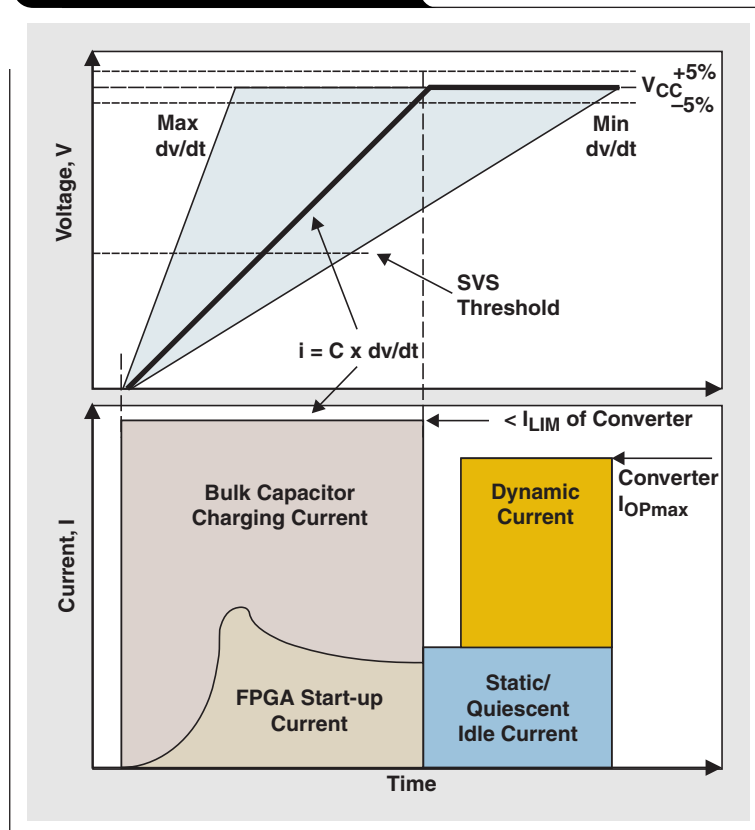 Voltage, V
Max
dv/dt
VCC +5%
–5%
Min
dv/dt
SVS
Threshold
i = C x dv/dt
Current, I
< ILIM of Converter
Bulk Capacitor
Charging Current
Dynamic
Current
Converter
IOPmax
FPGA Start-up
Current
Static/
Quiescent
Idle Current
Time